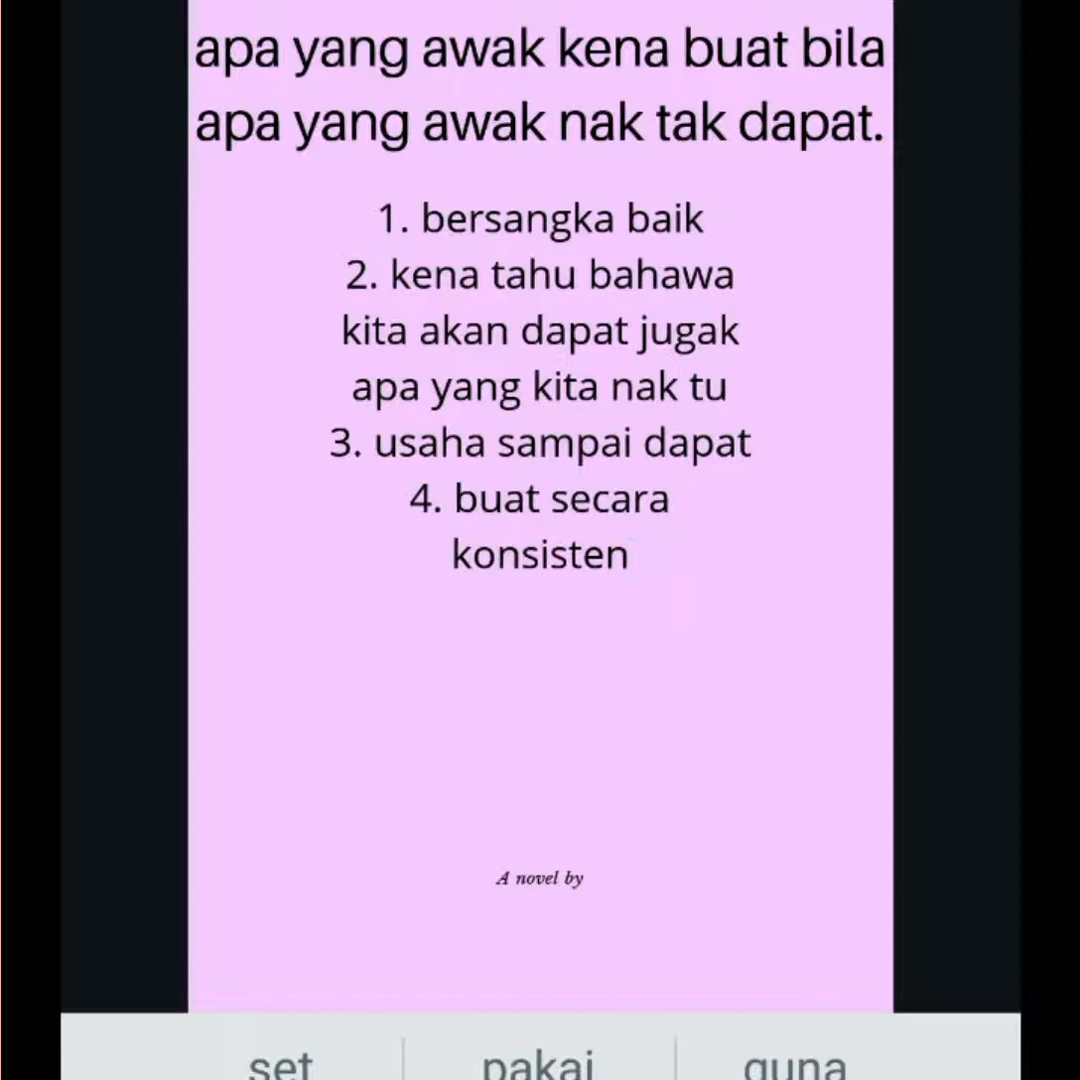 apa yang awak kena buat bila
apa yang awak nak tak dapat.
1. bersangka baik
2. kena tahu bahawa
kita akan dapat jugak
apa yang kita nak tu
3. usaha sampai dapat
4. buat secara
konsisten
A novel by
set pakai guna